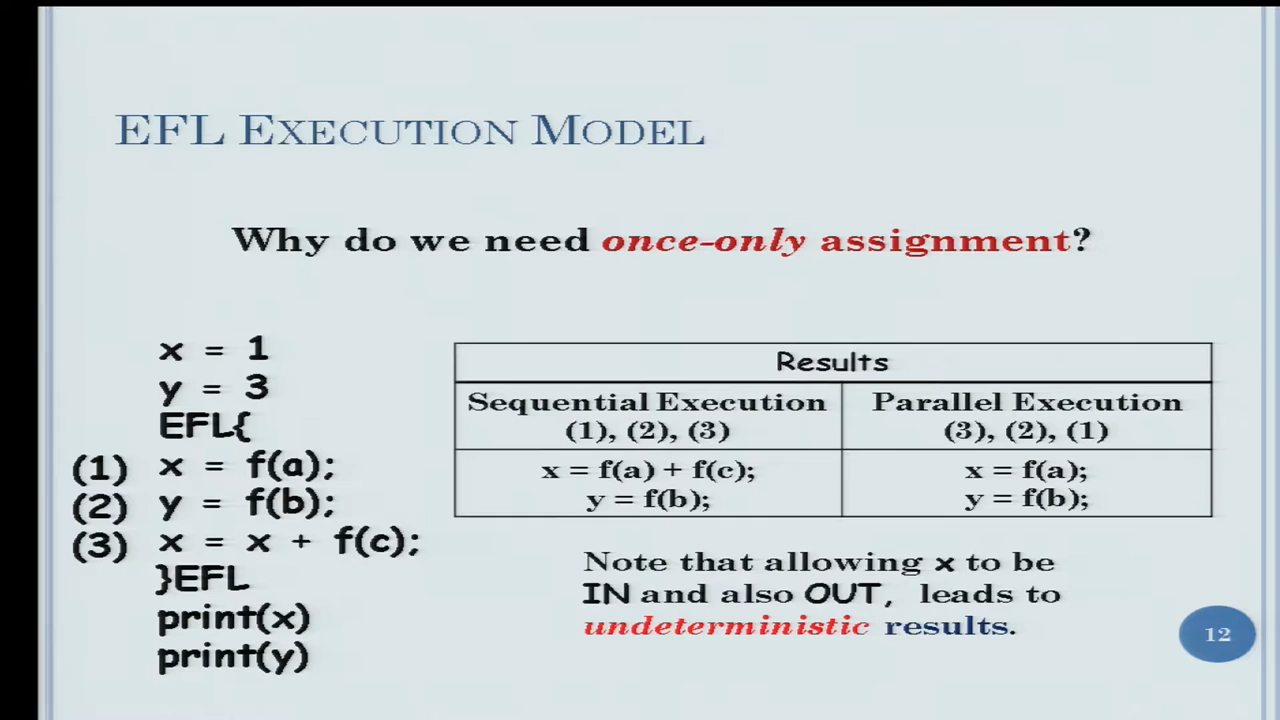 EFL EXECUTION MODEL
Why do we need once-only assignment?
x = 1
y = 3
EFL{
(1) x = f(a);
(2) y = f(b);
(3) x = x + f(c);
}EFL
print(x)
print(y)
Results
Sequential Execution
(1), (2), (3)
Parallel Execution
(3), (2), (1)
x = f(a) + f(c);
y = f(b);
x = f(a);
y = f(b);
Note that allowing x to be
IN and also OUT, leads to
undeterministic results.
12